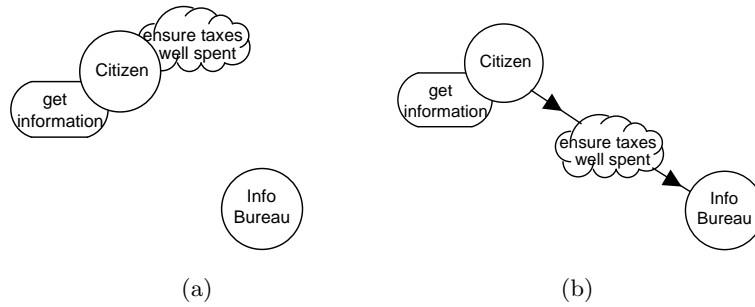 ensure taxes
well spent
Citizen
get
information
Info
Bureau
(a)
Citizen
get
information
ensure taxes
well spent
Info
Bureau
(b)